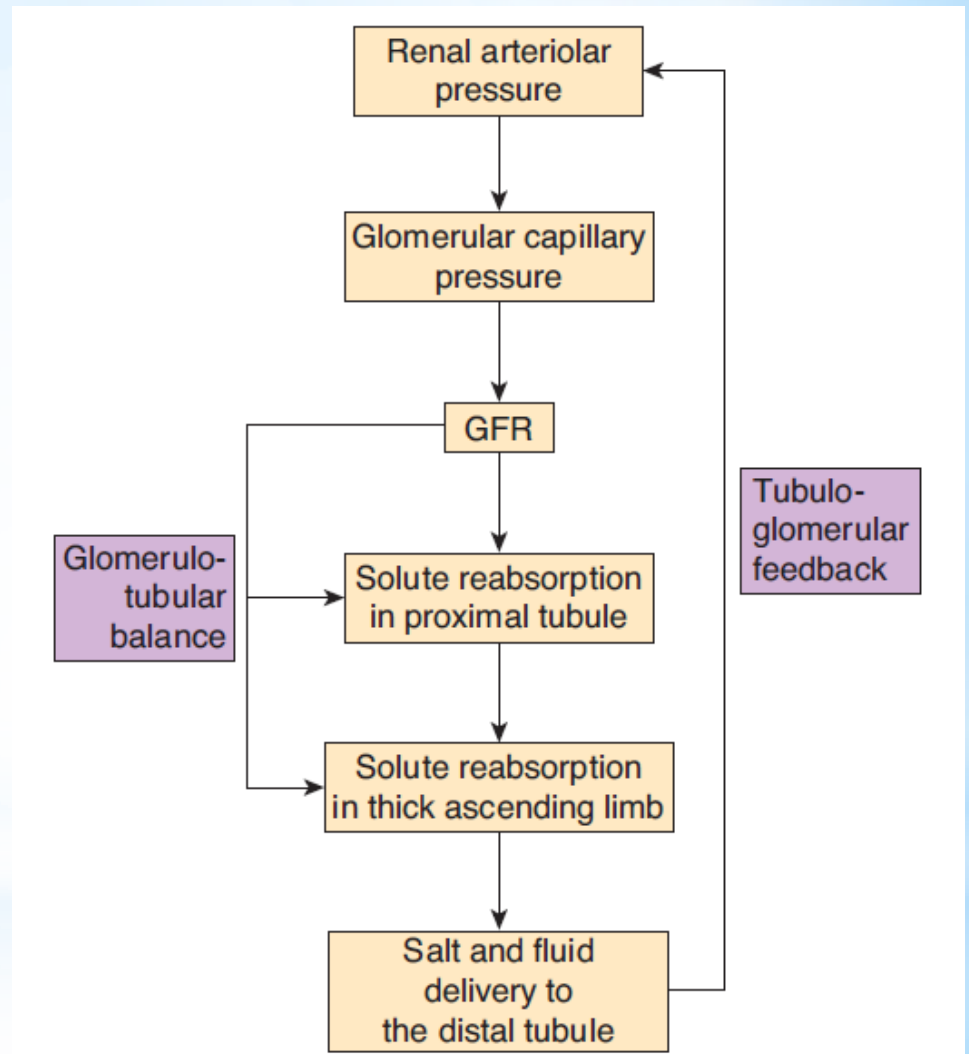 Renal arteriolar
pressure
Glomerular capillary
pressure
GFR
Glomerulo-
tubular
balance
Tubulo-
glomerular
feedback
Solute reabsorption
in proximal tubule
Solute reabsorption
in thick ascending limb
Salt and fluid
delivery to
the distal tubule